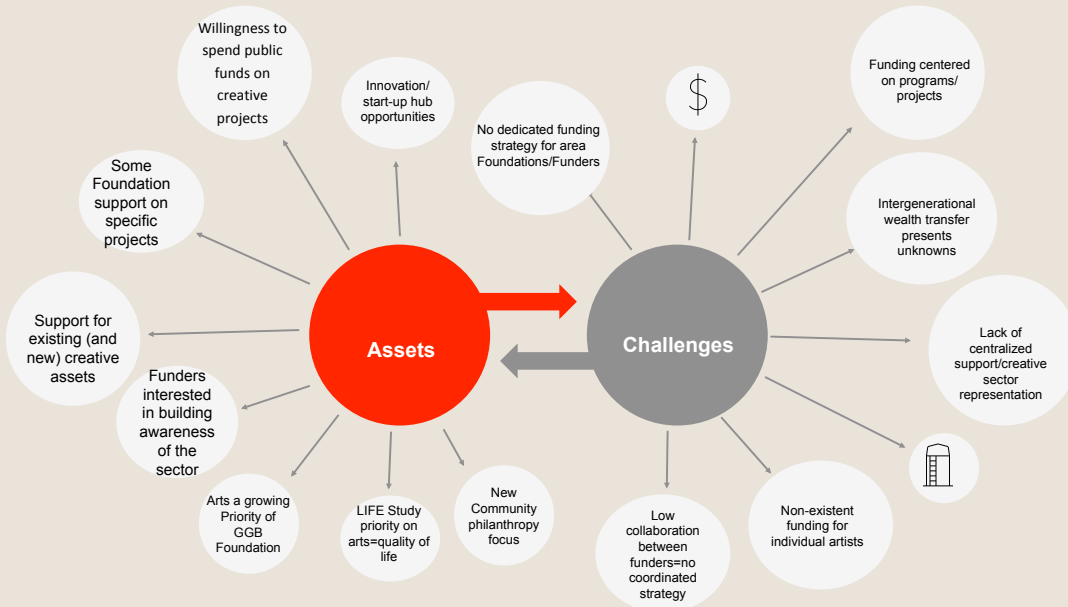 Willingness to
spend public
funds on
creative
projects
Innovation/
start-up hub
opportunities
Some
Foundation
support on
specific
projects
Support for
existing (and
new) creative
assets
Funders
interested
in building
awareness
of the
sector
Arts a growing
Priority of
GGB
Foundation
LIFE Study
priority on
arts=quality of
life
New
Community
philanthropy
focus
Assets
Challenges
No dedicated funding
strategy for area
Foundations/Funders
$
Funding centered
on programs/
projects
Intergenerational
wealth transfer
presents
unknowns
Lack of
centralized
support/creative
sector
representation
Non-existent
funding for
individual artists
Low
collaboration
between
funders=no
coordinated
strategy